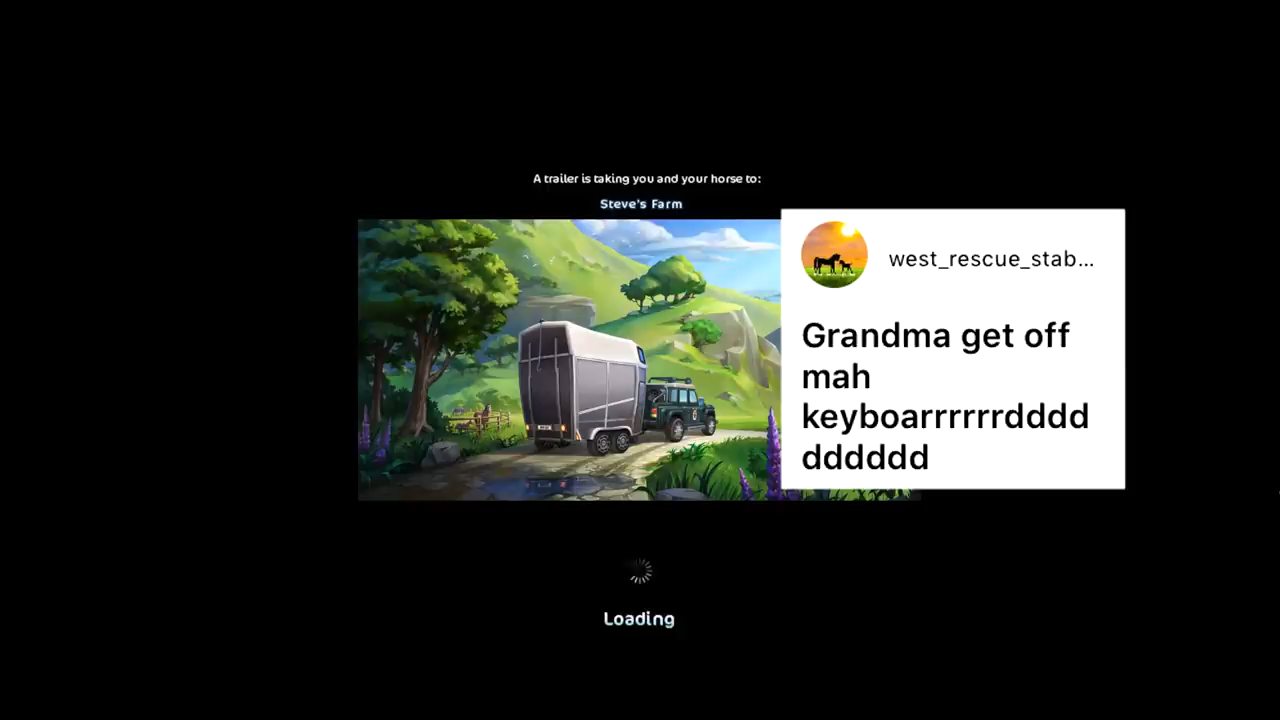 A trailer is taking you and your horse to:
Steve's Farm
west_rescue_stab...
Grandma get off
mah
keyboarrrrrrdddd
dddddd
Loading